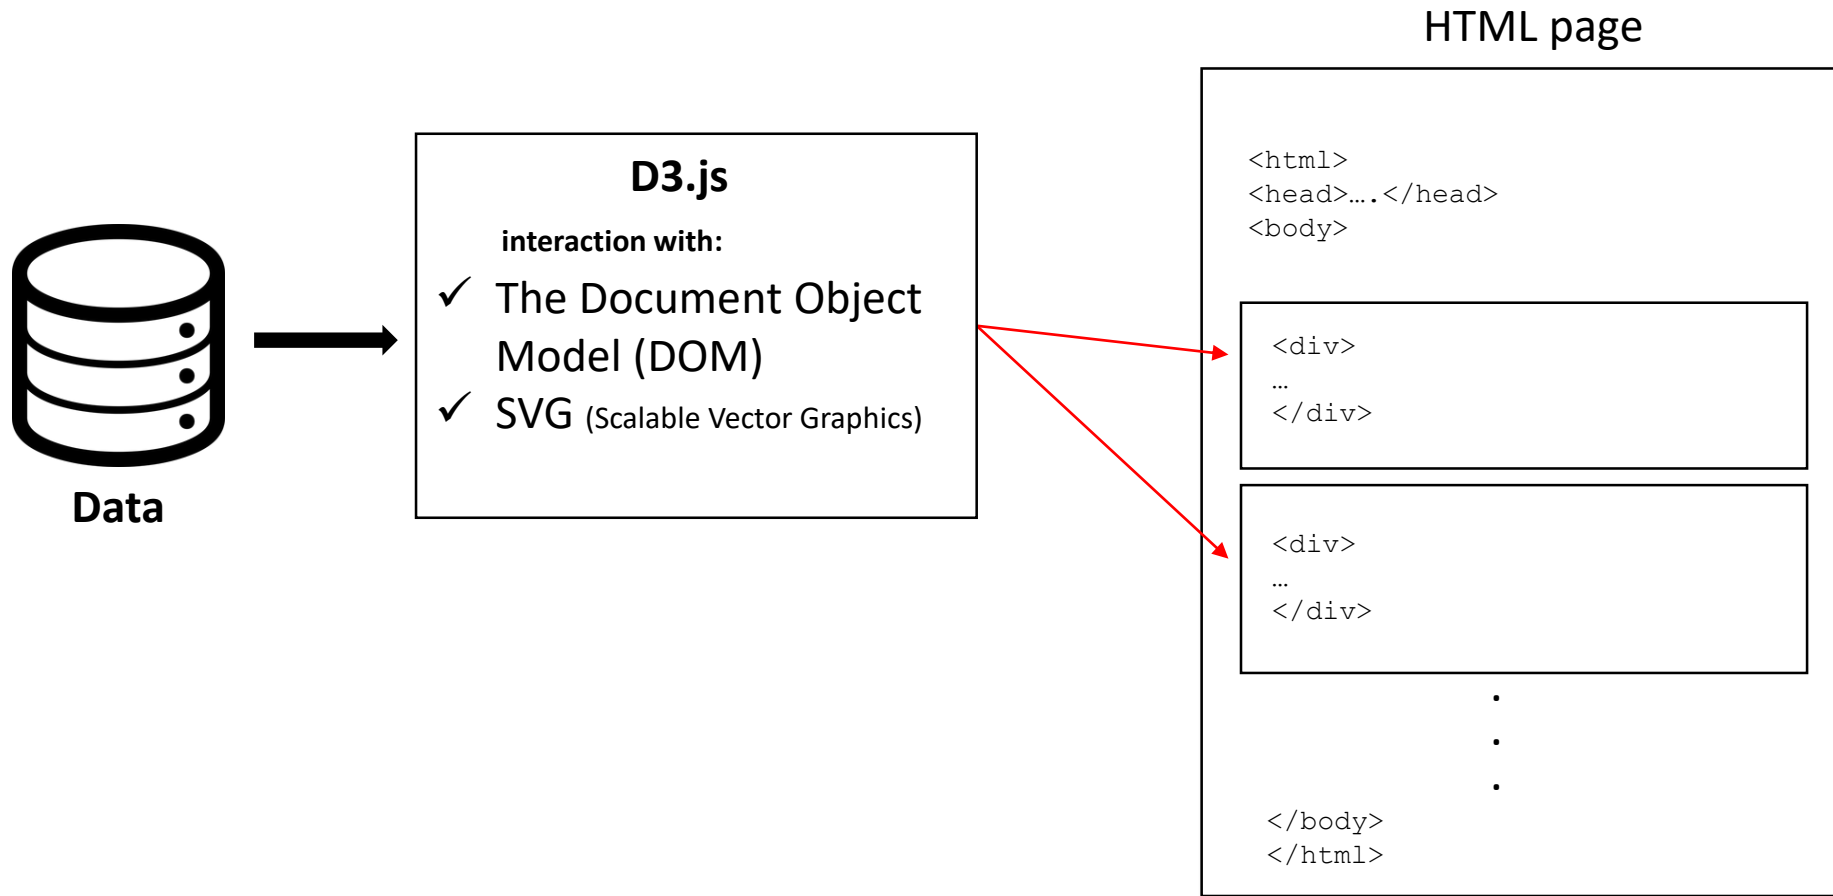 HTML page
D3.js
interaction with:
✓ The Document Object
Model (DOM)
✓ SVG (Scalable Vector Graphics)
Data
<html>
<head>….</head>
<body>
<div>
…
</div>
<div>
…
</div>
.
.
.
</body>
</html>